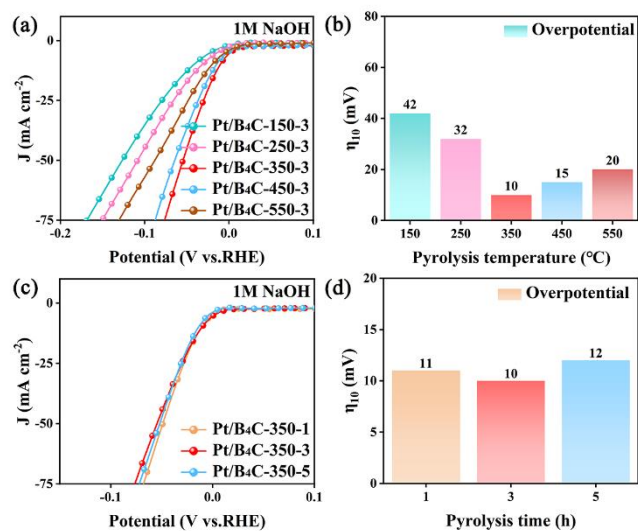 (a)
1M NaOH
0
-25
-50
-75
J (mA cm⁻²)
Pt/B₄C-150-3
Pt/B₄C-250-3
Pt/B₄C-350-3
Pt/B₄C-450-3
Pt/B₄C-550-3
-0.2 -0.1 0.0 0.1
Potential (V vs.RHE)
(b)
Overpotential
80
60
40
20
0
η₁₀ (mV)
42 32 10 15 20
150 250 350 450 550
Pyrolysis temperature (°C)
(c)
1M NaOH
0
-25
-50
-75
J (mA cm⁻²)
Pt/B₄C-350-1
Pt/B₄C-350-3
Pt/B₄C-350-5
-0.1 0.0 0.1
Potential (V vs.RHE)
(d)
Overpotential
20
15
10
5
0
η₁₀ (mV)
11 10 12
1 3 5
Pyrolysis time (h)